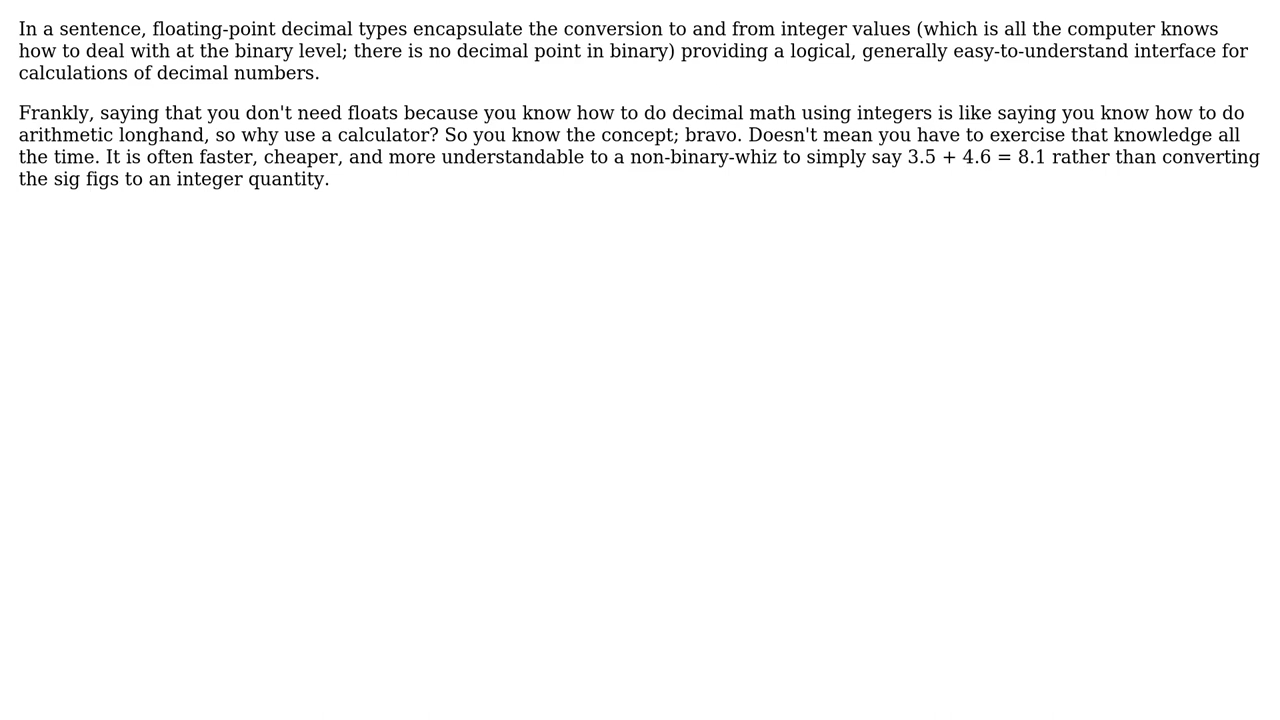 In a sentence, floating-point decimal types encapsulate the conversion to and from integer values (which is all the computer knows
how to deal with at the binary level; there is no decimal point in binary) providing a logical, generally easy-to-understand interface for
calculations of decimal numbers.
Frankly, saying that you don't need floats because you know how to do decimal math using integers is like saying you know how to do
arithmetic longhand, so why use a calculator? So you know the concept; bravo. Doesn't mean you have to exercise that knowledge all
the time. It is often faster, cheaper, and more understandable to a non-binary-whiz to simply say 3.5 + 4.6 = 8.1 rather than converting
the sig figs to an integer quantity.